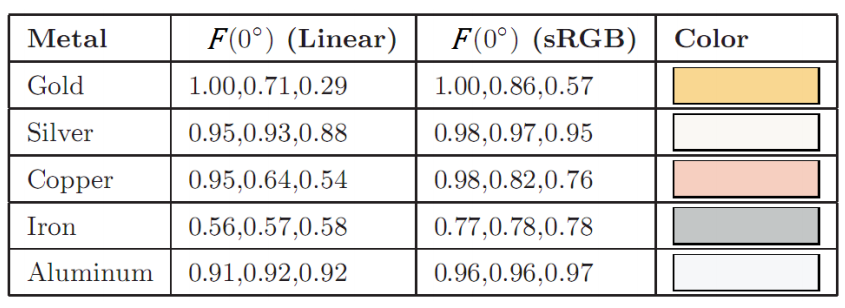 Metal F(0°) (Linear) F(0°) (sRGB) Color
Gold 1.00,0.71,0.29 1.00,0.86,0.57
Silver 0.95,0.93,0.88 0.98,0.97,0.95
Copper 0.95,0.64,0.54 0.98,0.82,0.76
Iron 0.56,0.57,0.58 0.77,0.78,0.78
Aluminum 0.91,0.92,0.92 0.96,0.96,0.97